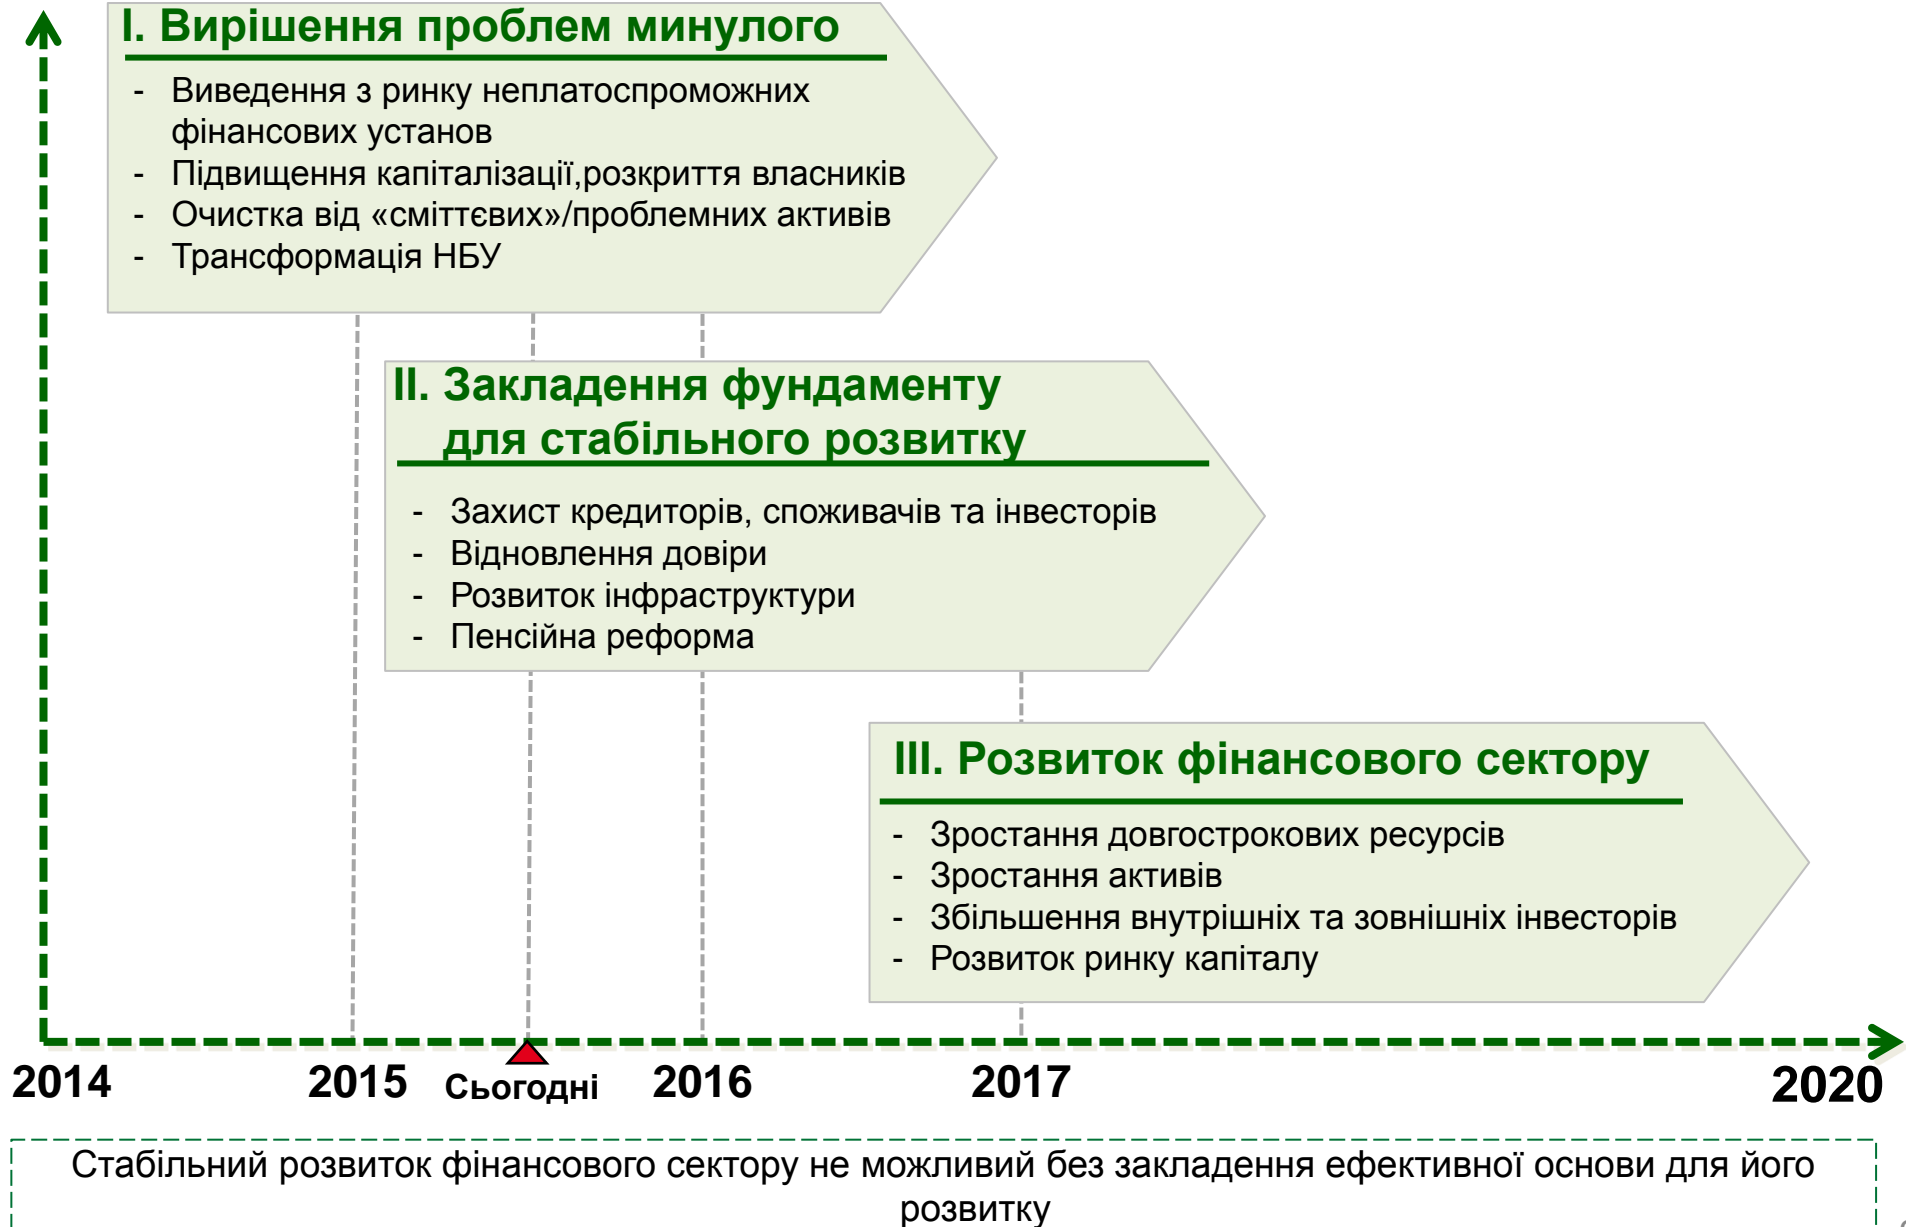 I. Вирішення проблем минулого
- Виведення з ринку неплатоспроможних
фінансових установ
- Підвищення капіталізації,розкриття власників
- Очистка від «сміттєвих»/проблемних активів
- Трансформація НБУ
II. Закладення фундаменту
для стабільного розвитку
- Захист кредиторів, споживачів та інвесторів
- Відновлення довіри
- Розвиток інфраструктури
- Пенсійна реформа
III. Розвиток фінансового сектору
- Зростання довгострокових ресурсів
- Зростання активів
- Збільшення внутрішніх та зовнішніх інвесторів
- Розвиток ринку капіталу
2014 2015 Сьогодні 2016 2017 2020
Стабільний розвиток фінансового сектору не можливий без закладення ефективної основи для його
розвитку